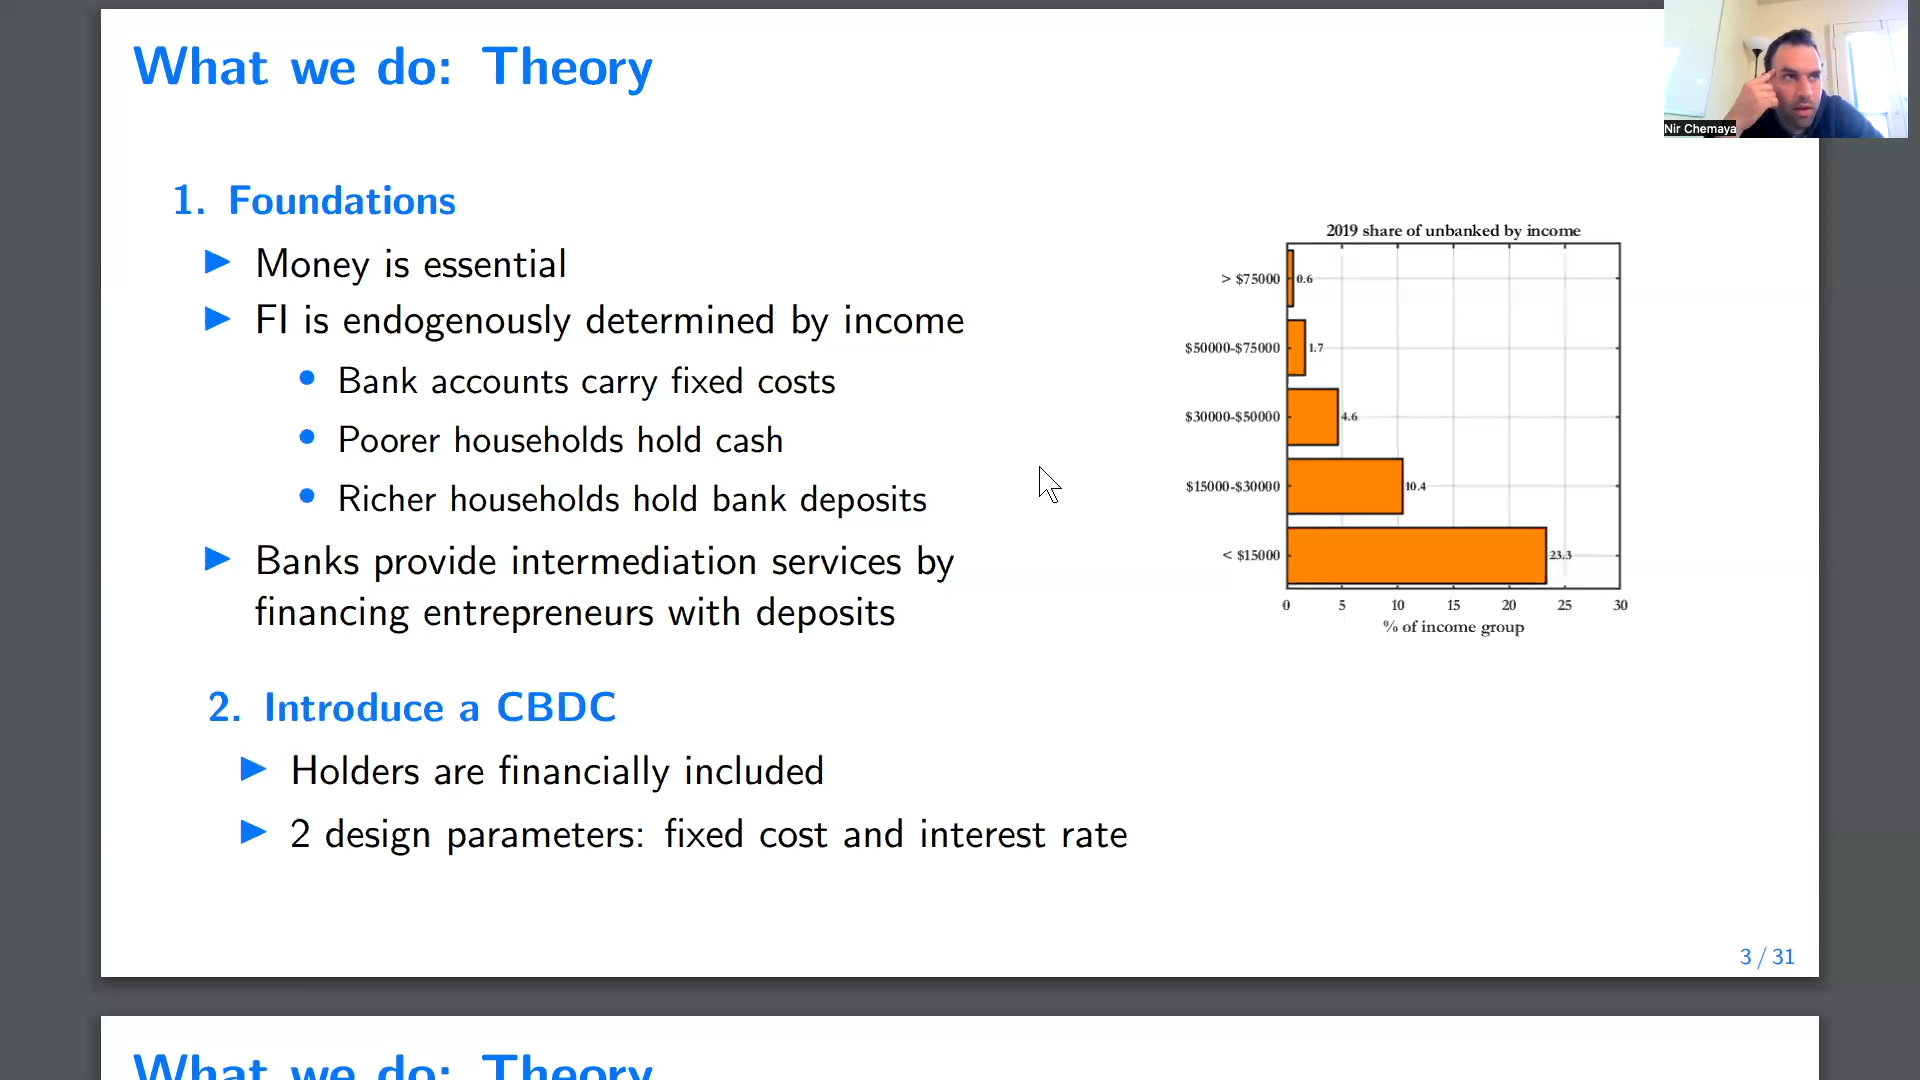 What we do: Theory
Nir Chemaya
1. Foundations
Money is essential
FI is endogenously determined by income
Bank accounts carry fixed costs
Poorer households hold cash
Richer households hold bank deposits
Banks provide intermediation services by
financing entrepreneurs with deposits
2019 share of unbanked by income
> $75000 0.6
$50000-$75000 1.7
$30000-$50000 4.6
$15000-$30000 10.4
< $15000 23.3
0 5 10 15 20 25 30
% of income group
2. Introduce a CBDC
Holders are financially included
2 design parameters: fixed cost and interest rate
3 / 31
What we do: Theory